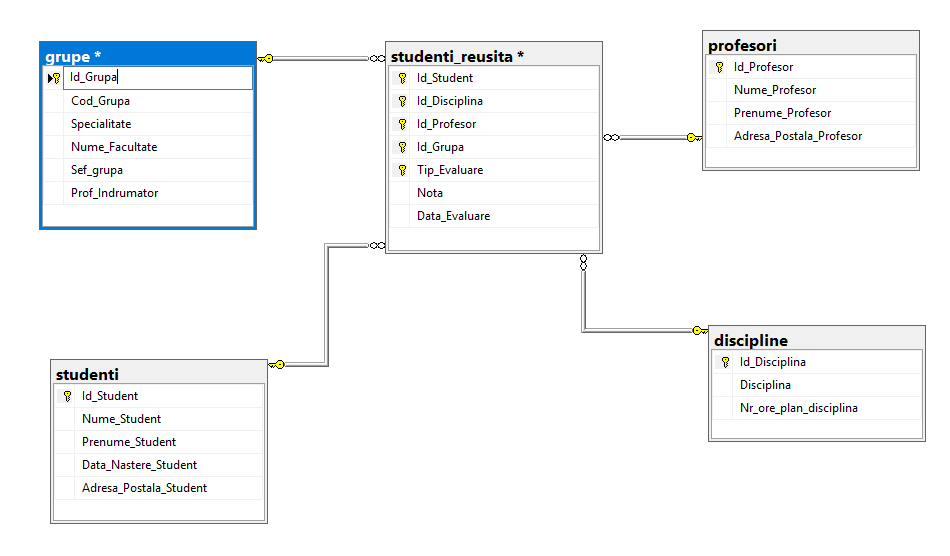 grupe *
Id_Grupa
Cod_Grupa
Specialitate
Nume_Facultate
Sef_grupa
Prof_Indrumator
studenti_reusita *
Id_Student
Id_Disciplina
Id_Profesor
Id_Grupa
Tip_Evaluare
Nota
Data_Evaluare
profesori
Id_Profesor
Nume_Profesor
Prenume_Profesor
Adresa_Postala_Profesor
studenti
Id_Student
Nume_Student
Prenume_Student
Data_Nastere_Student
Adresa_Postala_Student
discipline
Id_Disciplina
Disciplina
Nr_ore_plan_disciplina